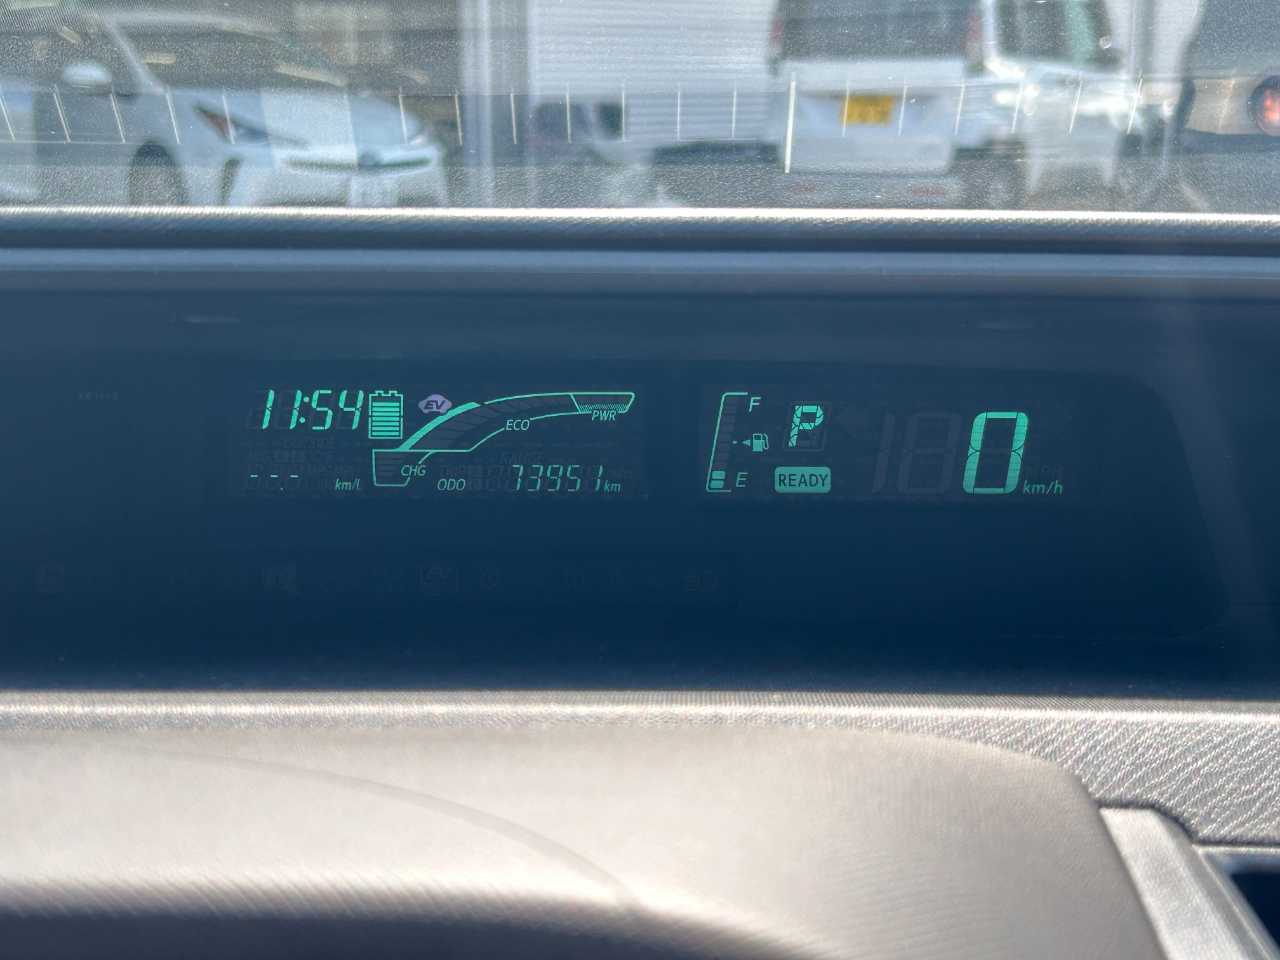 11:54
EV
ECO
PWR
CHG
--.- km/L
ODO 73951 km
F
E
P
READY
0 km/h